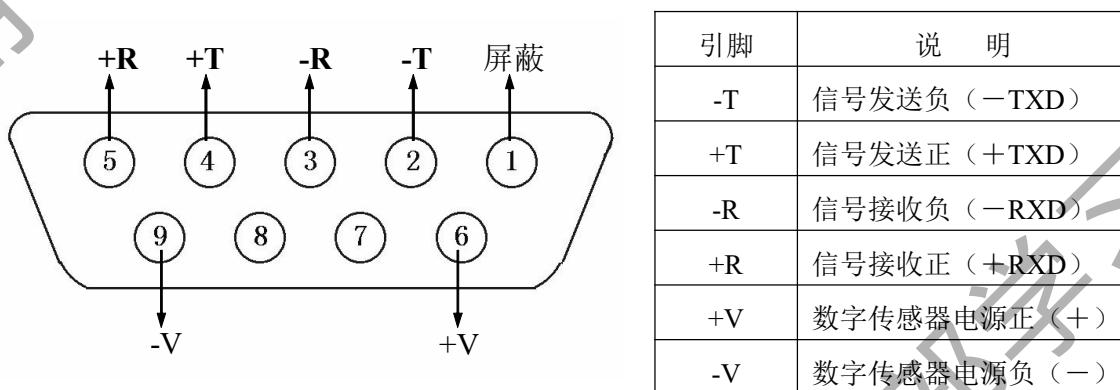 +R +T -R -T 屏蔽
5 4 3 2 1
9 8 7 6
-V +V
引脚 说 明
-T 信号发送负（－TXD）
+T 信号发送正（＋TXD）
-R 信号接收负（－RXD）
+R 信号接收正（＋RXD）
+V 数字传感器电源正（＋）
-V 数字传感器电源负（－）